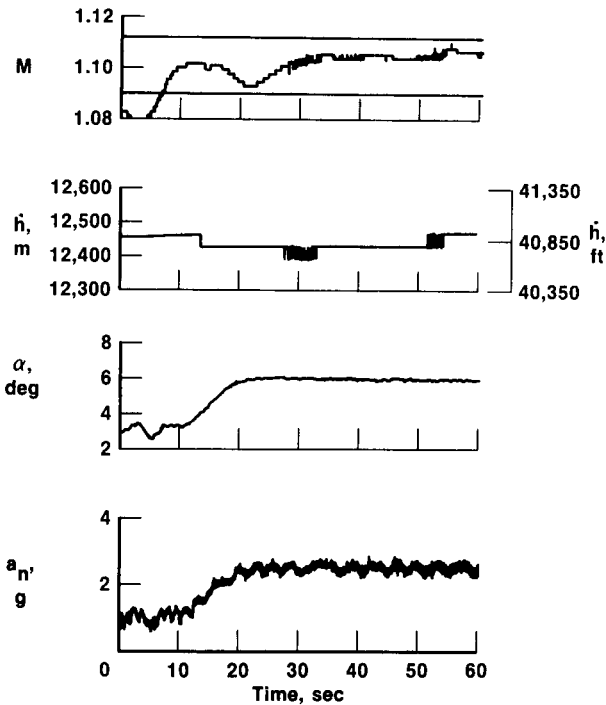 1.12
M
1.10
1.08
12,600
41,350
ḣ,
m
12,500
12,400
40,850
ḣ,
ft
12,300
40,350
8
α,
deg
6
4
2
4
an,
g
2
0 10 20 30 40 50 60
Time, sec